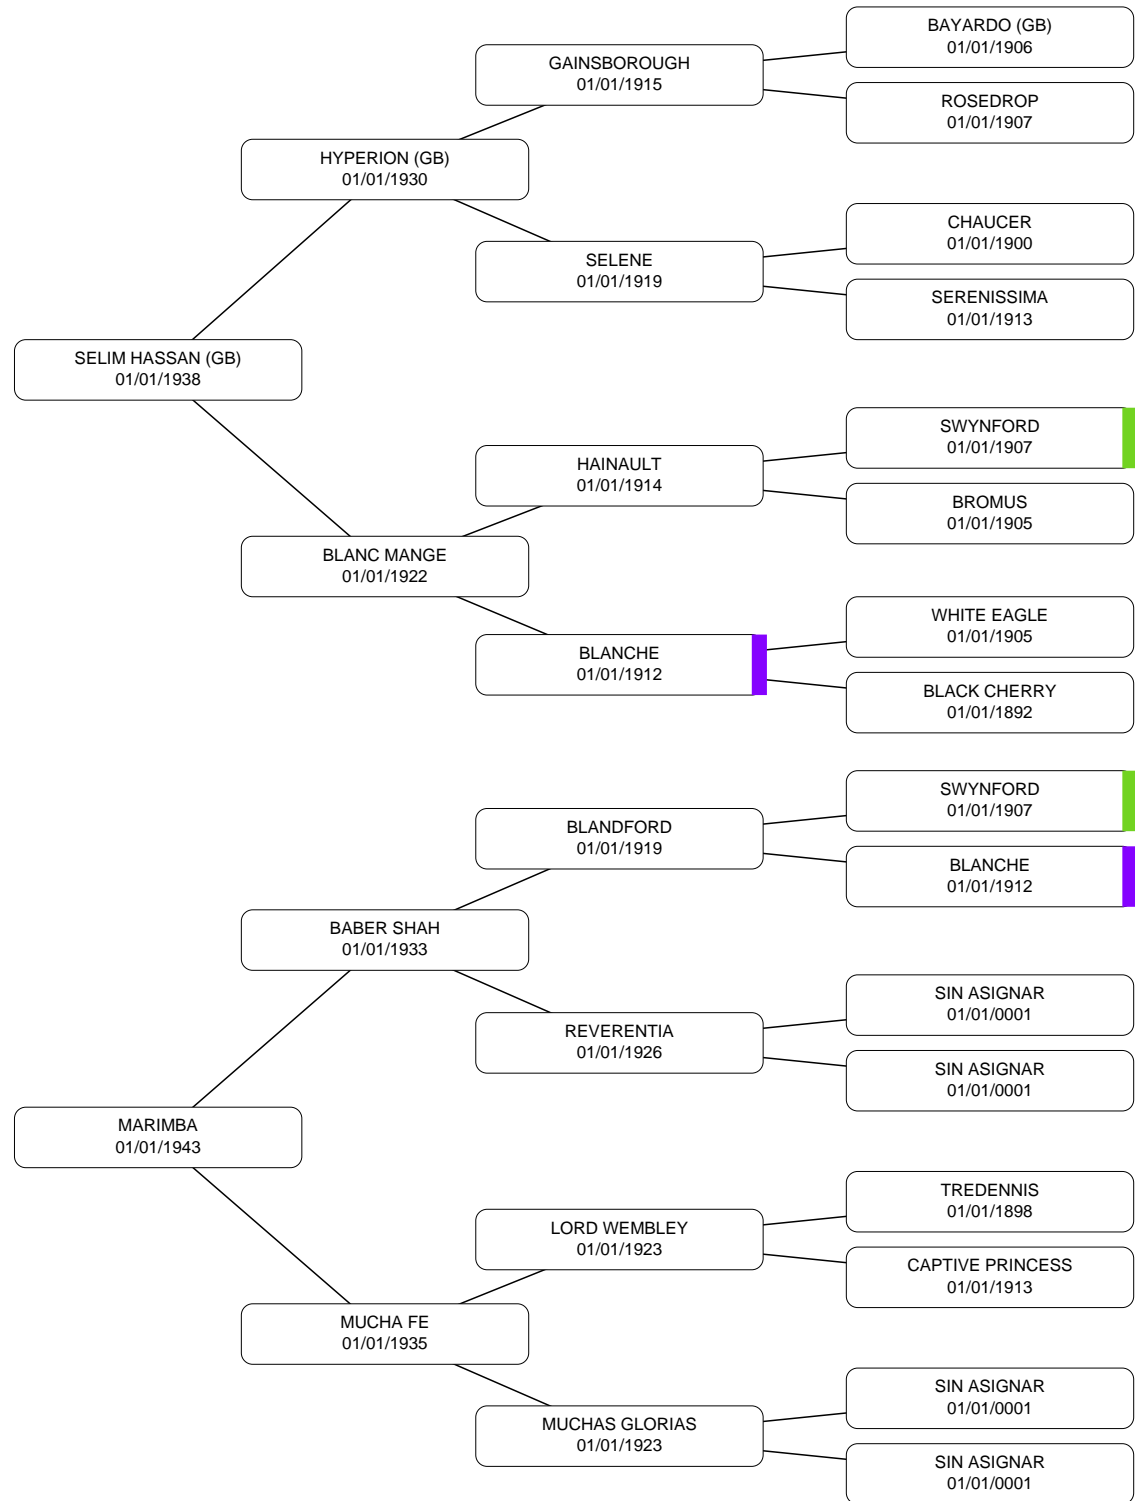 BAYARDO (GB)
01/01/1906
GAINSBOROUGH
01/01/1915
ROSEDROP
01/01/1907
HYPERION (GB)
01/01/1930
CHAUCER
01/01/1900
SELENE
01/01/1919
SERENISSIMA
01/01/1913
SELIM HASSAN (GB)
01/01/1938
SWYNFORD
01/01/1907
HAINAULT
01/01/1914
BROMUS
01/01/1905
BLANC MANGE
01/01/1922
WHITE EAGLE
01/01/1905
BLANCHE
01/01/1912
BLACK CHERRY
01/01/1892
SWYNFORD
01/01/1907
BLANDFORD
01/01/1919
BLANCHE
01/01/1912
BABER SHAH
01/01/1933
SIN ASIGNAR
01/01/0001
REVERENTIA
01/01/1926
SIN ASIGNAR
01/01/0001
MARIMBA
01/01/1943
TREDENNIS
01/01/1898
LORD WEMBLEY
01/01/1923
CAPTIVE PRINCESS
01/01/1913
MUCHA FE
01/01/1935
SIN ASIGNAR
01/01/0001
MUCHAS GLORIAS
01/01/1923
SIN ASIGNAR
01/01/0001